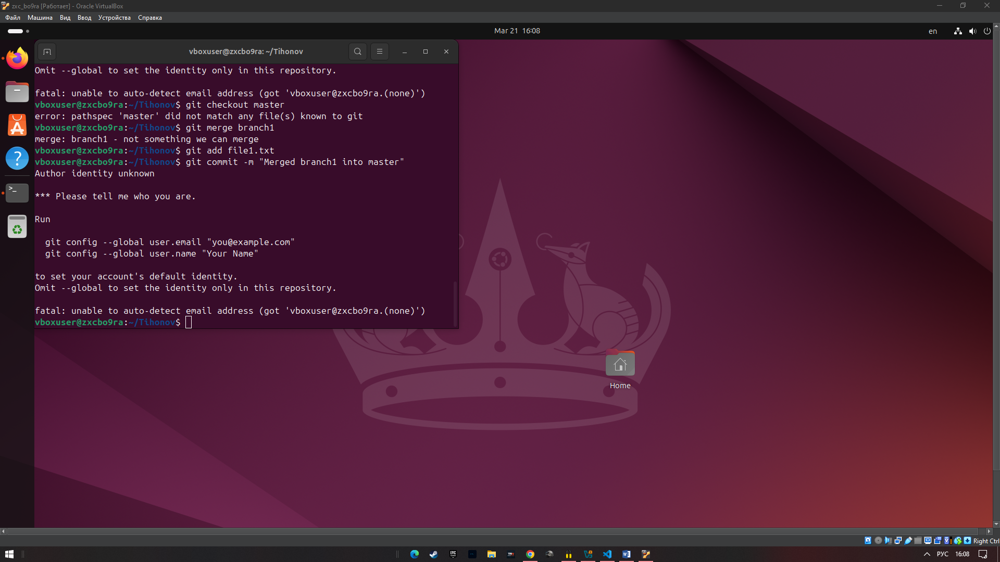 zxc_bo9ra [Работает] - Oracle VirtualBox
Файл Машина Вид Ввод Устройства Справка
Mar 21 16:08
en
vboxuser@zxcbo9ra: ~/Tihonov
Omit --global to set the identity only in this repository.
fatal: unable to auto-detect email address (got 'vboxuser@zxcbo9ra.(none)')
vboxuser@zxcbo9ra:~/Tihonov$ git checkout master
error: pathspec 'master' did not match any file(s) known to git
vboxuser@zxcbo9ra:~/Tihonov$ git merge branch1
merge: branch1 - not something we can merge
vboxuser@zxcbo9ra:~/Tihonov$ git add file1.txt
vboxuser@zxcbo9ra:~/Tihonov$ git commit -m "Merged branch1 into master"
Author identity unknown
*** Please tell me who you are.
Run
git config --global user.email "you@example.com"
git config --global user.name "Your Name"
to set your account's default identity.
Omit --global to set the identity only in this repository.
fatal: unable to auto-detect email address (got 'vboxuser@zxcbo9ra.(none)')
vboxuser@zxcbo9ra:~/Tihonov$
Home
Right Ctrl
EPIC
РУС 16:08